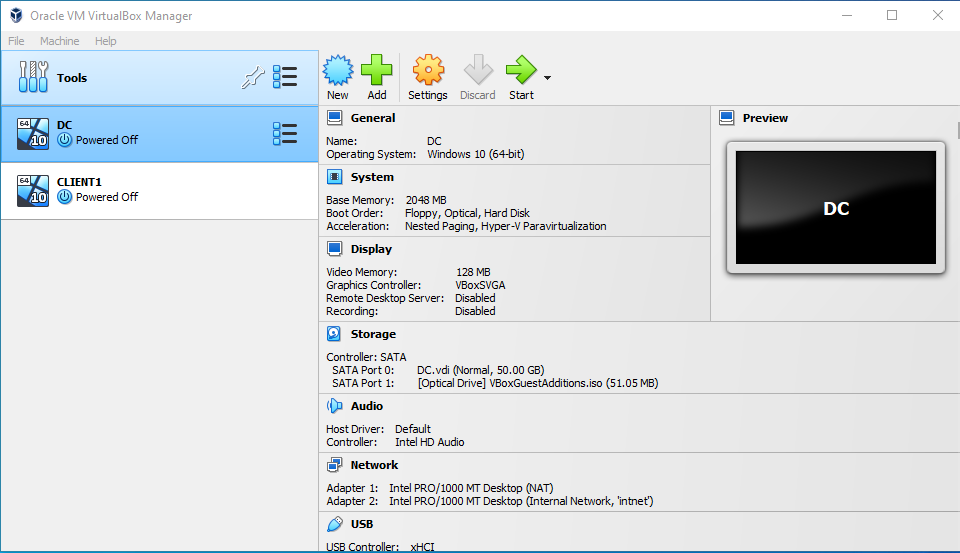 Oracle VM VirtualBox Manager
File Machine Help
Tools
64
10
DC
Powered Off
64
10
CLIENT1
Powered Off
New Add Settings Discard Start
General
Name: DC
Operating System: Windows 10 (64-bit)
System
Base Memory: 2048 MB
Boot Order: Floppy, Optical, Hard Disk
Acceleration: Nested Paging, Hyper-V Paravirtualization
Display
Video Memory: 128 MB
Graphics Controller: VBoxSVGA
Remote Desktop Server: Disabled
Recording: Disabled
Preview
DC
Storage
Controller: SATA
SATA Port 0: DC.vdi (Normal, 50.00 GB)
SATA Port 1: [Optical Drive] VBoxGuestAdditions.iso (51.05 MB)
Audio
Host Driver: Default
Controller: Intel HD Audio
Network
Adapter 1: Intel PRO/1000 MT Desktop (NAT)
Adapter 2: Intel PRO/1000 MT Desktop (Internal Network, 'intnet')
USB
USB Controller: xHCI